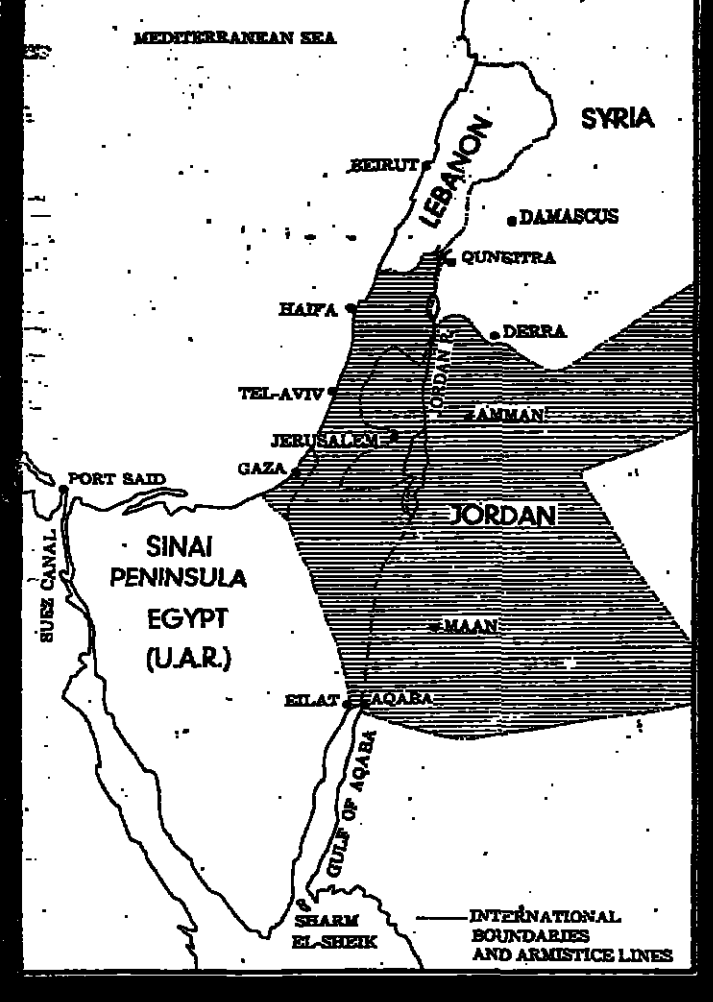 MEDITERRANEAN SEA
SYRIA
LEBANON
BEIRUT
DAMASCUS
QUNEITRA
HAIFA
DERRA
JORDAN R.
TEL-AVIV
AMMAN
JERUSALEM
GAZA
PORT SAID
JORDAN
SUEZ CANAL
SINAI
PENINSULA
EGYPT
(U.A.R.)
MAAN
EILAT
AQABA
GULF OF AQABA
SHARM
EL-SHEIK
INTERNATIONAL
BOUNDARIES
AND ARMISTICE LINES